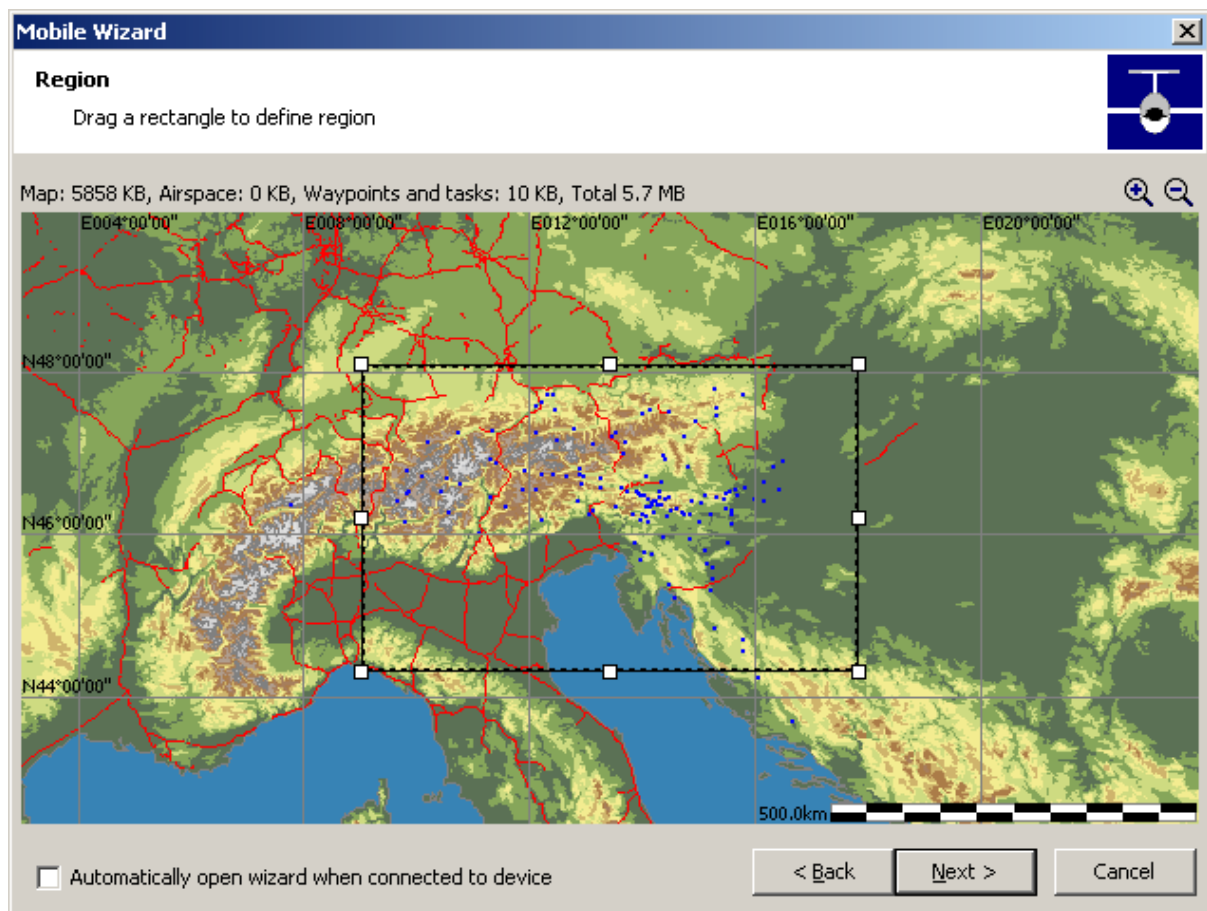 Mobile Wizard
Region
Drag a rectangle to define region
Map: 5858 KB, Airspace: 0 KB, Waypoints and tasks: 10 KB, Total 5.7 MB
E004°00'00" E008°00'00" E012°00'00" E016°00'00" E020°00'00"
N48°00'00"
N46°00'00"
N44°00'00"
500.0km
Automatically open wizard when connected to device
< Back Next > Cancel